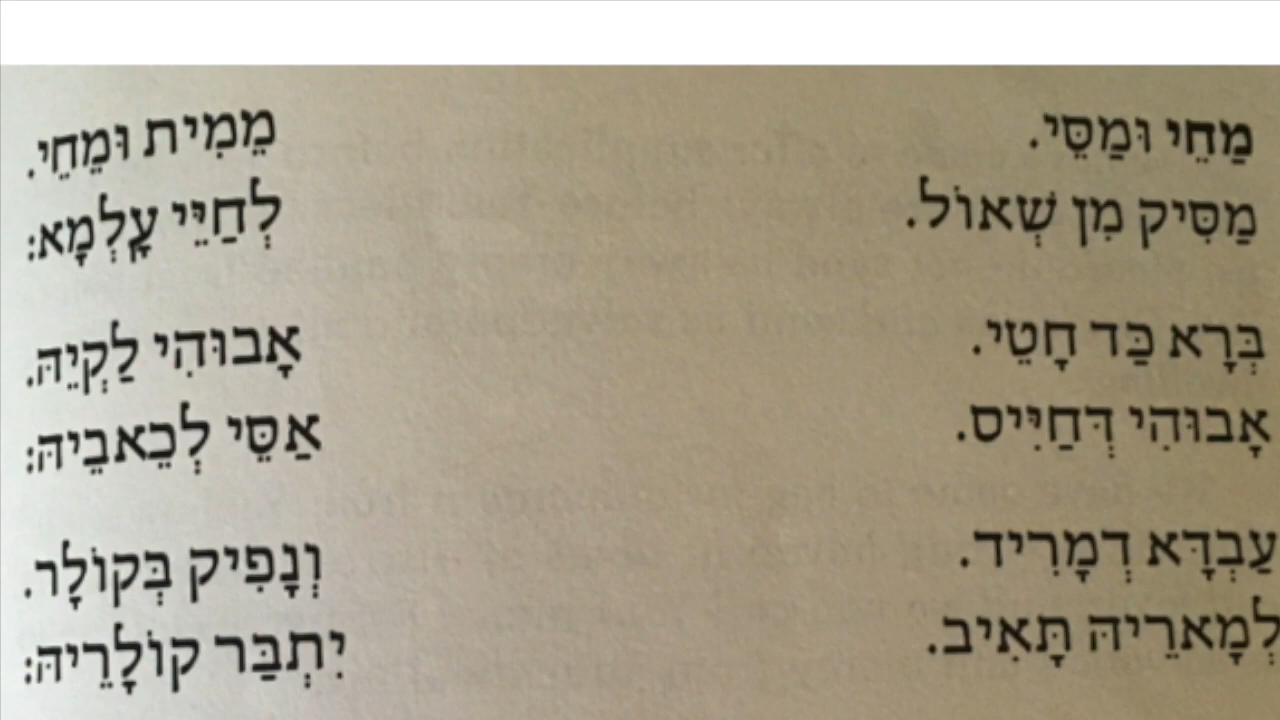 מַחֵי וּמַסֵּי. מֵמִית וּמְחַיֵּי.
מַסִּיק מִן שְׁאוֹל. לְחַיֵּי עָלְמָא:
בְּרָא כַּד חָטֵי. אָבוּהִי לַקְיֵהּ.
אָבוּהִי דְּחַיִּיס. אַסֵּי לְכֵאבֵיהּ:
עַבְדָּא דְמָרִיד. וְנָפִיק בְּקוֹלָר.
לְמָארֵיהּ תָּאִיב. יִתְבַּר קוֹלָרֵיהּ: